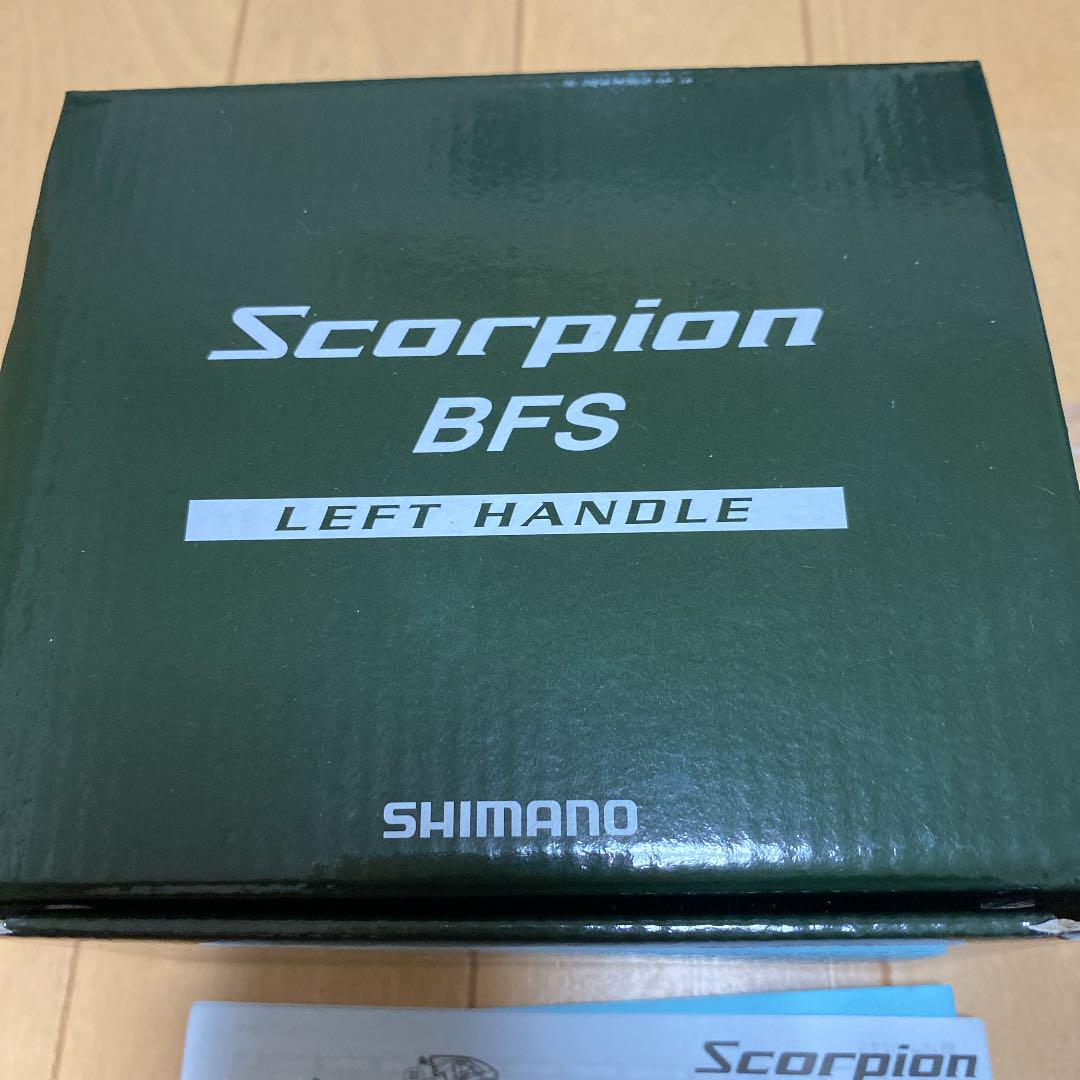 Scorpion
BFS
LEFT HANDLE
SHIMANO
Scorpion